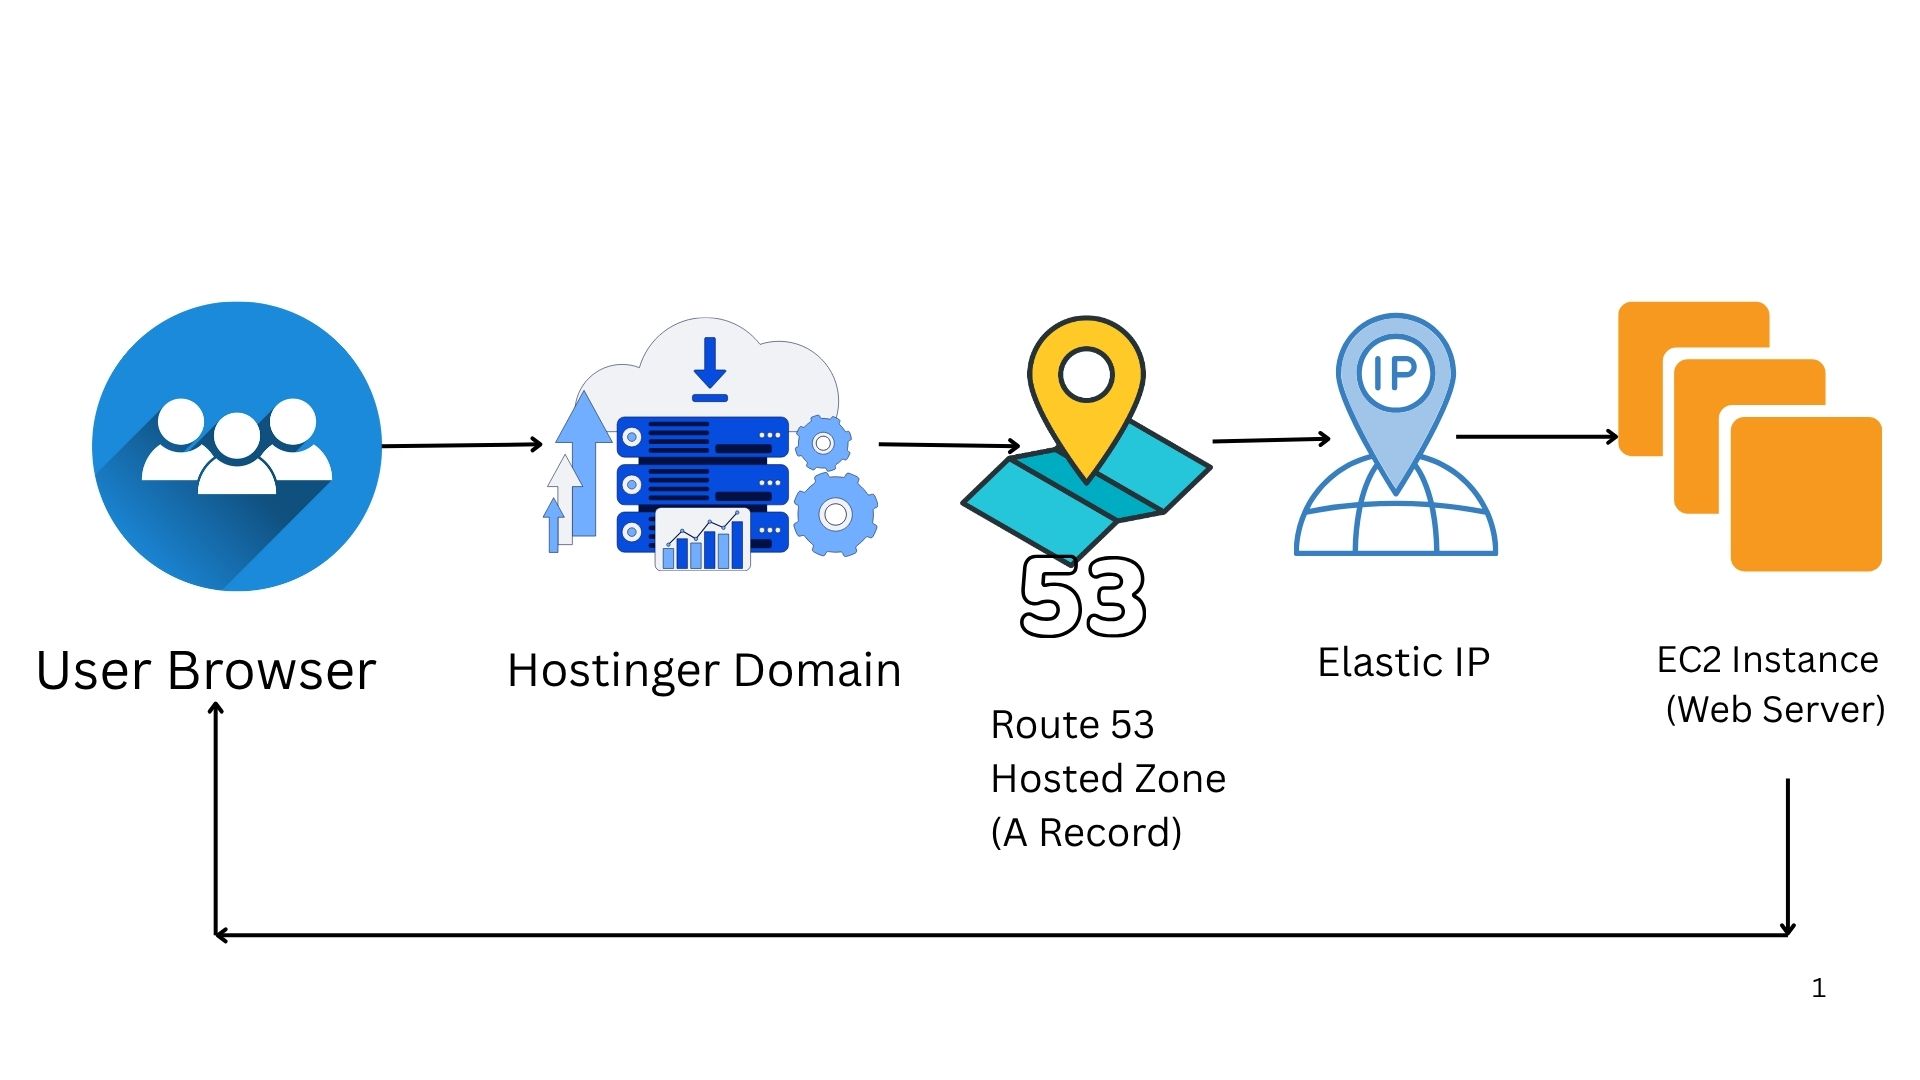 IP
53
User Browser
Hostinger Domain
Elastic IP
EC2 Instance
(Web Server)
Route 53
Hosted Zone
(A Record)
1